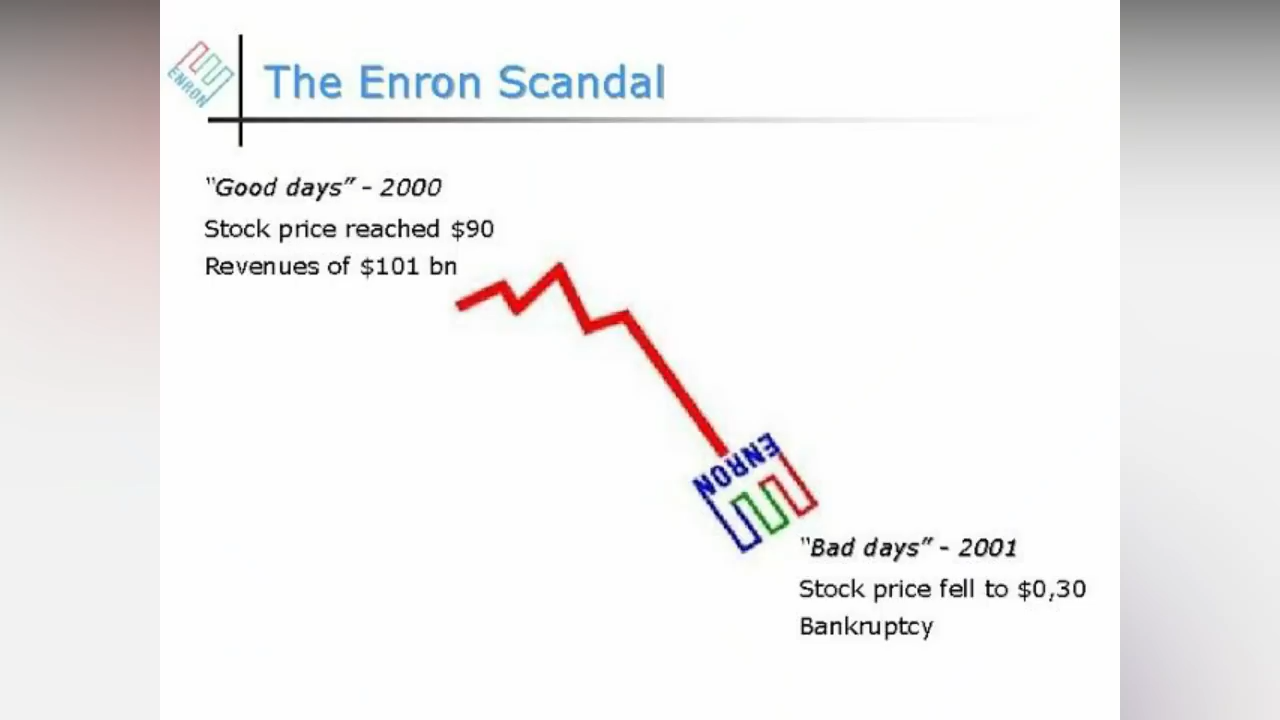 ENRON
The Enron Scandal
“Good days” - 2000
Stock price reached $90
Revenues of $101 bn
ENRON
“Bad days” - 2001
Stock price fell to $0,30
Bankruptcy